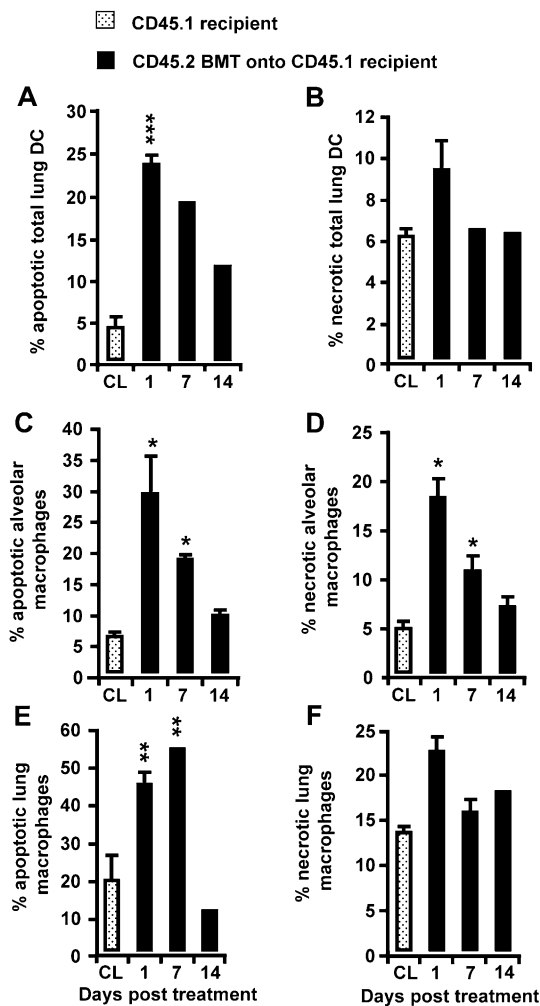 CD45.1 recipient
CD45.2 BMT onto CD45.1 recipient
A
% apoptotic total lung DC
30
25
20
15
10
5
0
***
CL 1 7 14
B
% necrotic total lung DC
12
10
8
6
4
2
0
CL 1 7 14
C
% apoptotic alveolar
macrophages
40
35
30
25
20
15
10
5
0
*
*
CL 1 7 14
D
% necrotic alveolar
macrophages
25
20
15
10
5
0
*
*
CL 1 7 14
E
% apoptotic lung
macrophages
60
50
40
30
20
10
0
**
**
CL 1 7 14
Days post treatment
F
% necrotic lung
macrophages
25
20
15
10
5
0
CL 1 7 14
Days post treatment